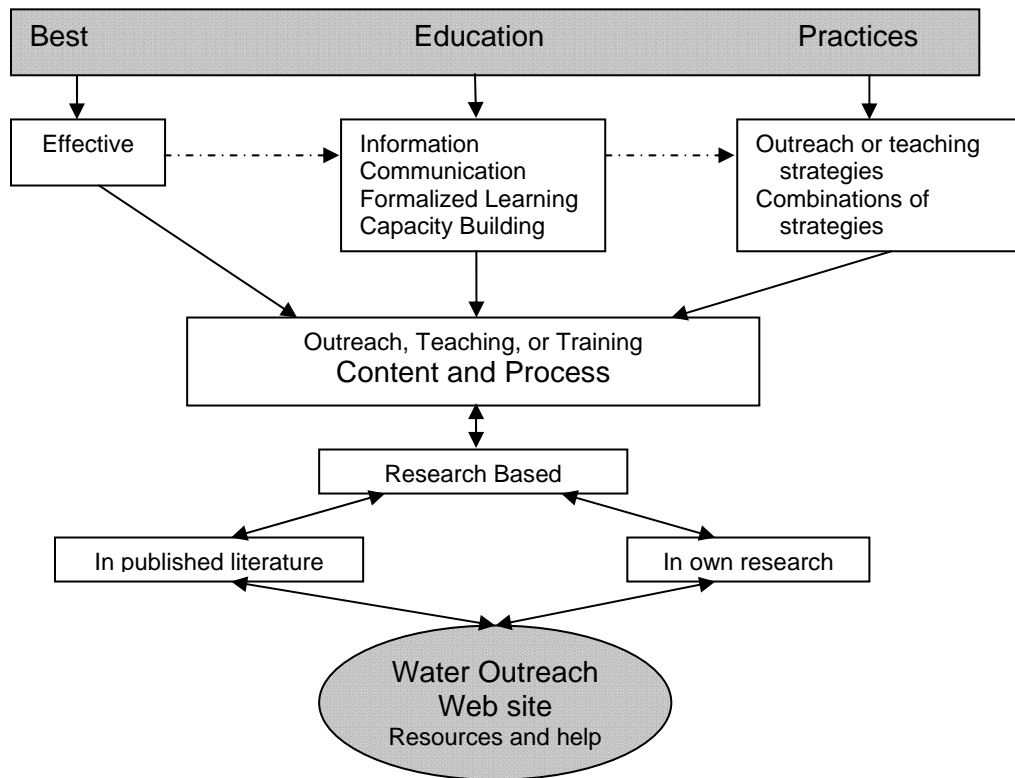 Best Education Practices
Effective
Information
Communication
Formalized Learning
Capacity Building
Outreach or teaching
strategies
Combinations of
strategies
Outreach, Teaching, or Training
Content and Process
Research Based
In published literature
In own research
Water Outreach
Web site
Resources and help